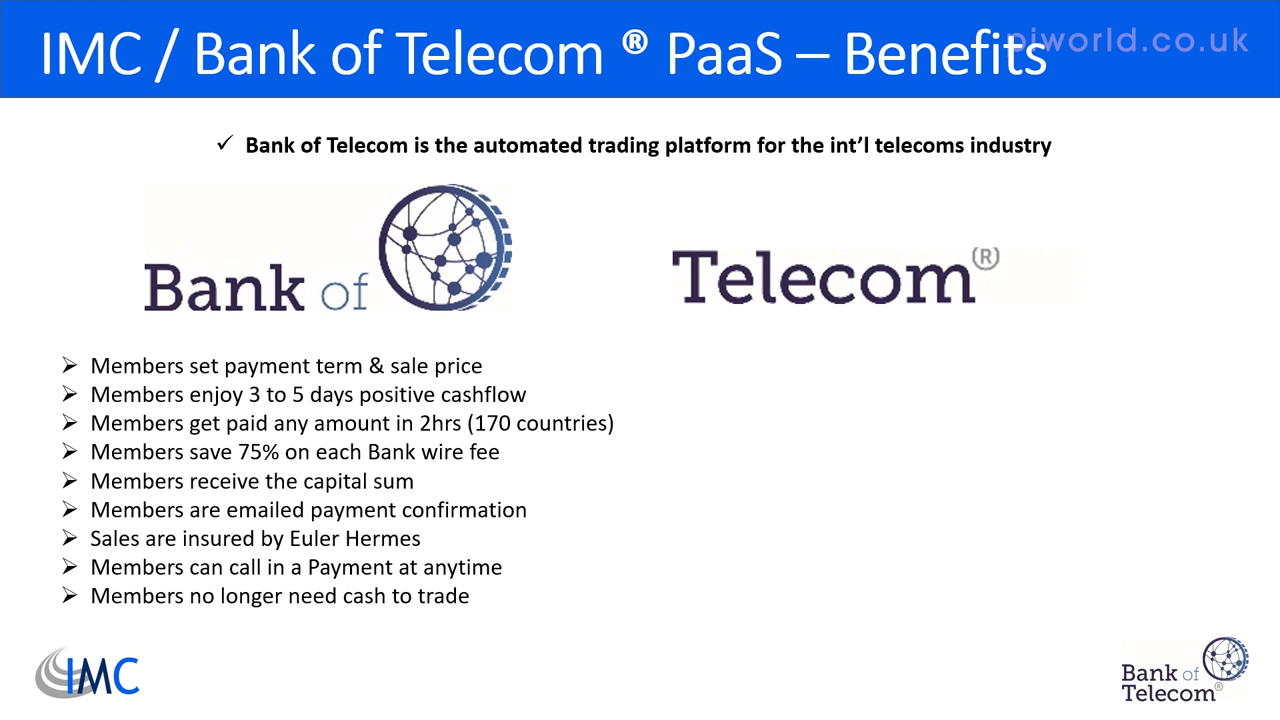 IMC / Bank of Telecom ® PaaS – Benefits
piworld.co.uk
✓ Bank of Telecom is the automated trading platform for the int’l telecoms industry
Bank of Telecom(R)
➢ Members set payment term & sale price
➢ Members enjoy 3 to 5 days positive cashflow
➢ Members get paid any amount in 2hrs (170 countries)
➢ Members save 75% on each Bank wire fee
➢ Members receive the capital sum
➢ Members are emailed payment confirmation
➢ Sales are insured by Euler Hermes
➢ Members can call in a Payment at anytime
➢ Members no longer need cash to trade
IMC
Bank of
Telecom®